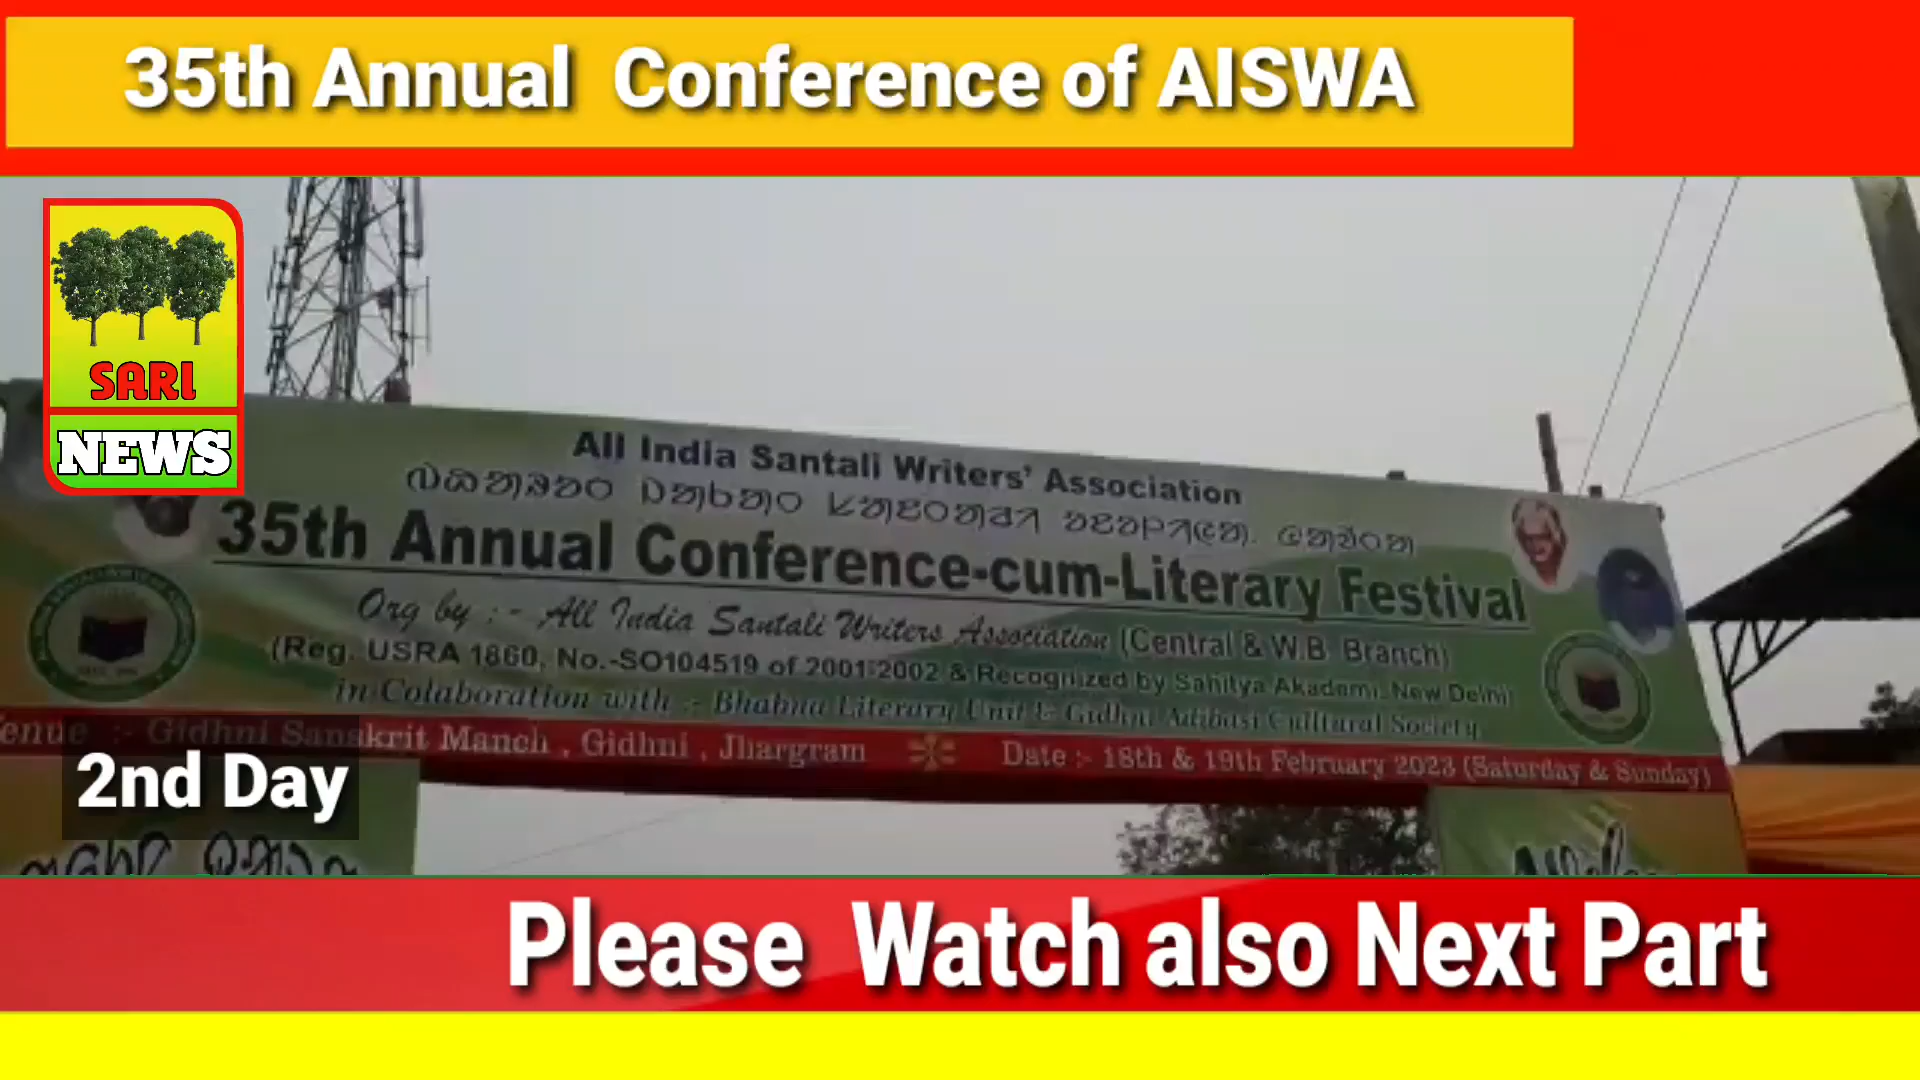 35th Annual Conference of AISWA
SARI
NEWS
All India Santali Writers' Association
35th Annual Conference-cum-Literary Festival
Org by :- All India Santali Writers Association (Central & W.B. Branch)
(Reg. USRA 1860, No.-SO104519 of 2001-2002 & Recognized by Sahitya Akademi, New Delhi)
in Colaboration with :- Bhabna Literary Unit & Gidhni Adibasi Cultural Society
enue :- Gidhni Sanskrit Manch, Gidhni, Jhargram
Date :- 18th & 19th February 2023 (Saturday & Sunday)
2nd Day
Please Watch also Next Part